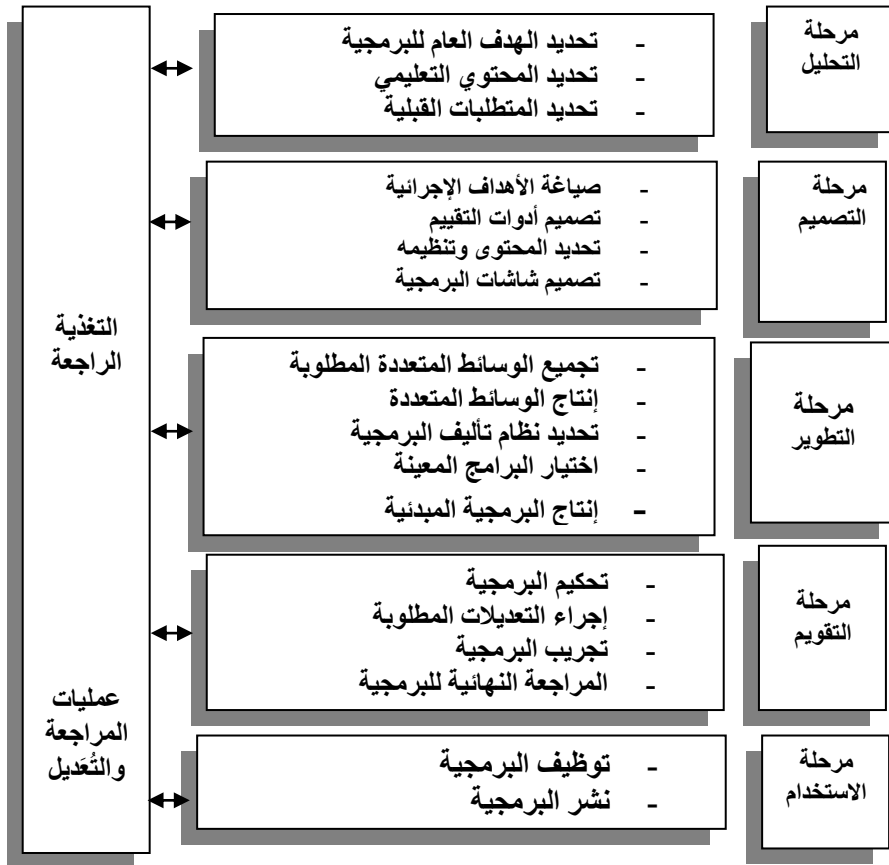 مرحلة
التحليل
- تحديد الهدف العام للبرمجية
- تحديد المحتوي التعليمي
- تحديد المتطلبات القبلية
مرحلة
التصميم
- صياغة الأهداف الإجرائية
- تصميم أدوات التقييم
- تحديد المحتوى وتنظيمه
- تصميم شاشات البرمجية
مرحلة
التطوير
- تجميع الوسائط المتعددة المطلوبة
- إنتاج الوسائط المتعددة
- تحديد نظام تأليف البرمجية
- اختيار البرامج المعينة
- إنتاج البرمجية المبدئية
مرحلة
التقويم
- تحكيم البرمجية
- إجراء التعديلات المطلوبة
- تجريب البرمجية
- المراجعة النهائية للبرمجية
مرحلة
الاستخدام
- توظيف البرمجية
- نشر البرمجية
التغذية
الراجعة
عمليات
المراجعة
والتُعَديل